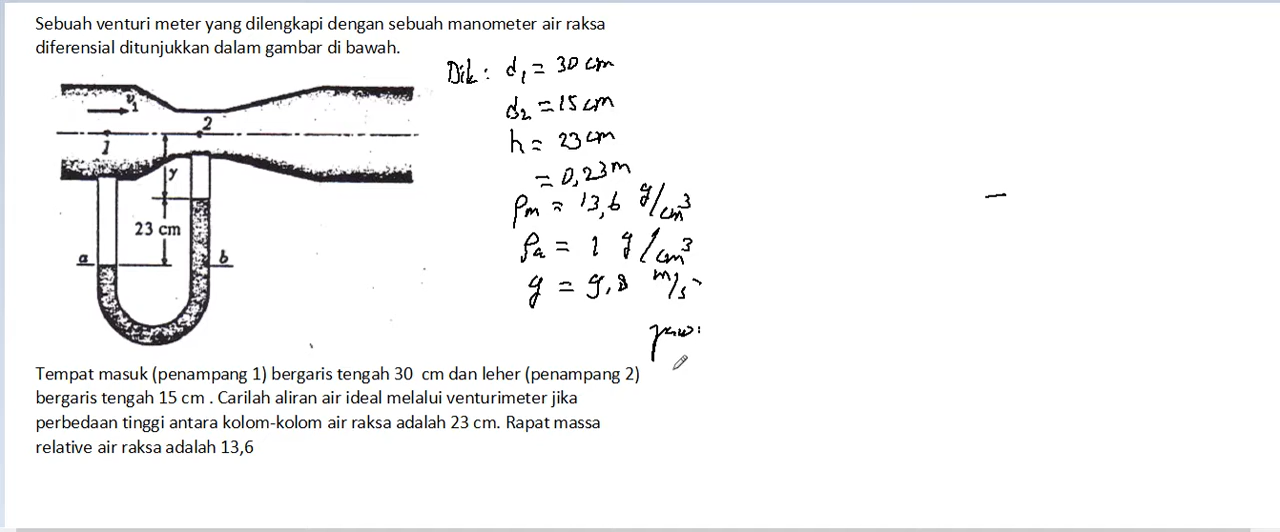 Sebuah venturi meter yang dilengkapi dengan sebuah manometer air raksa
diferensial ditunjukkan dalam gambar di bawah.
Dik : d₁ = 30 cm
d₂ = 15 cm
h = 23 cm
= 0,23 m
ρm = 13,6 g/cm³
ρa = 1 g/cm³
g = 9,8 m/s²
Jawab:
v₁
1
2
y
23 cm
a
b
Tempat masuk (penampang 1) bergaris tengah 30 cm dan leher (penampang 2)
bergaris tengah 15 cm . Carilah aliran air ideal melalui venturimeter jika
perbedaan tinggi antara kolom-kolom air raksa adalah 23 cm. Rapat massa
relative air raksa adalah 13,6